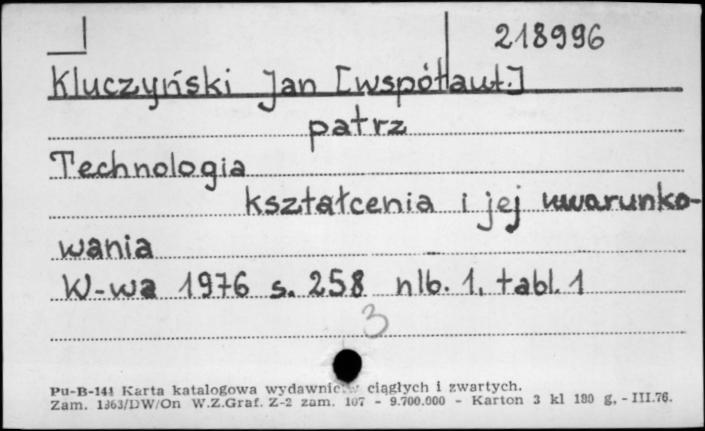 218996
Kluczyński Jan [współaut.]
patrz
Technologia
kształcenia i jej uwarunko-
wania
W-wa 1976 s. 258 nlb. 1, tabl. 1
3
Pu-B-141 Karta katalogowa wydawnictw ciągłych i zwartych.
Zam. 1363/DW/On W.Z.Graf. Z-2 zam. 107 - 9.700.000 - Karton 3 kl 180 g. - III.76.